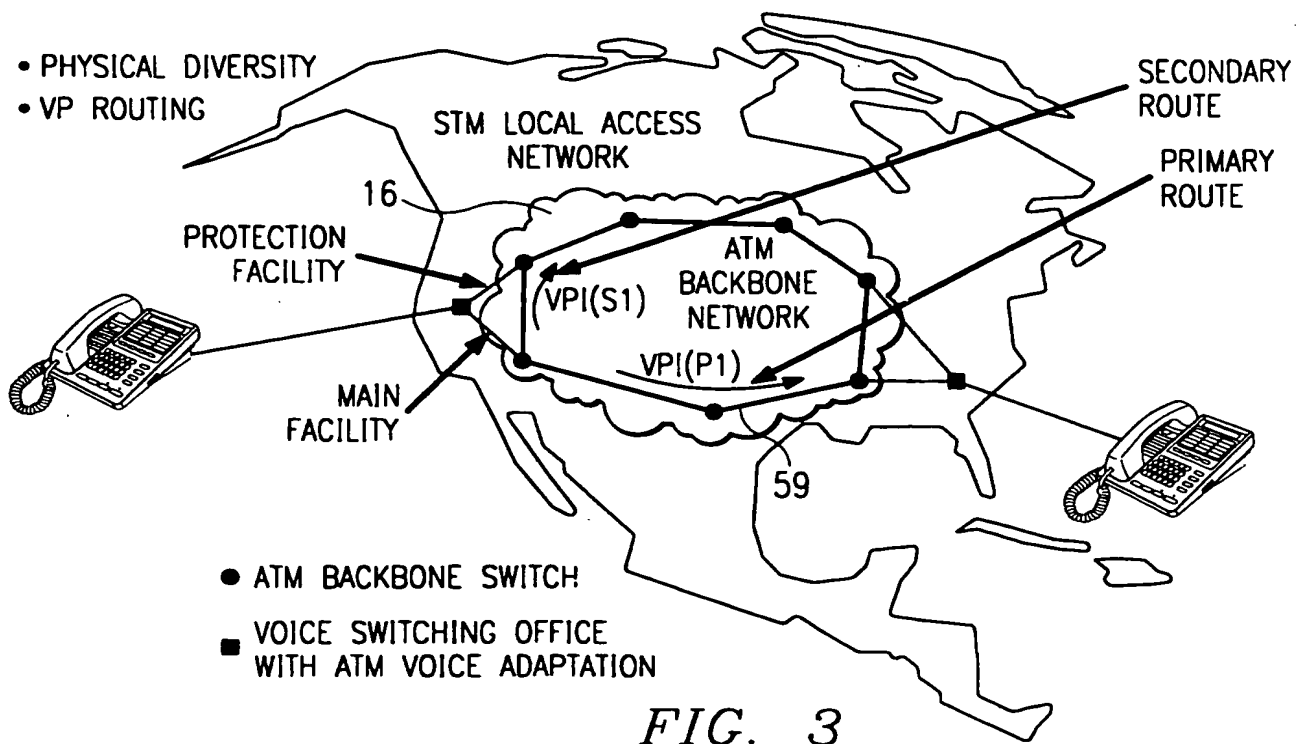 • PHYSICAL DIVERSITY
• VP ROUTING
STM LOCAL ACCESS
NETWORK
SECONDARY
ROUTE
PRIMARY
ROUTE
16
PROTECTION
FACILITY
ATM
BACKBONE
NETWORK
VPI(S1)
VPI(P1)
MAIN
FACILITY
59
● ATM BACKBONE SWITCH
■ VOICE SWITCHING OFFICE
WITH ATM VOICE ADAPTATION
FIG. 3